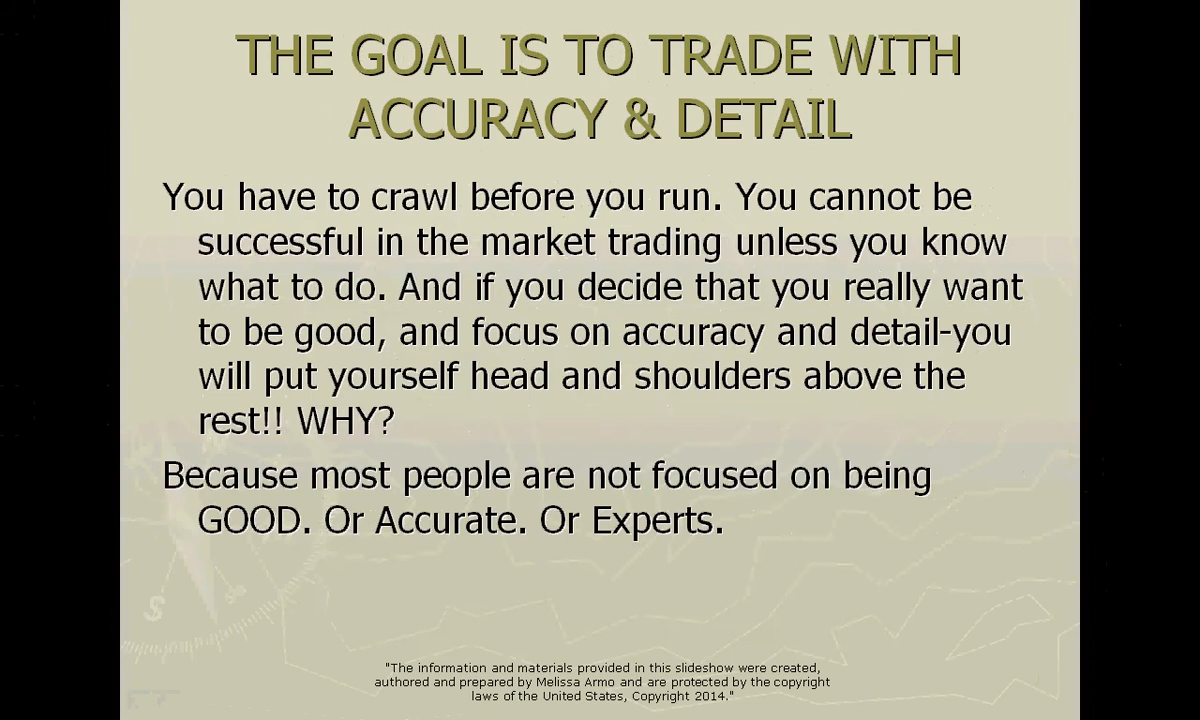 THE GOAL IS TO TRADE WITH
ACCURACY & DETAIL
You have to crawl before you run. You cannot be
successful in the market trading unless you know
what to do. And if you decide that you really want
to be good, and focus on accuracy and detail-you
will put yourself head and shoulders above the
rest!! WHY?
Because most people are not focused on being
GOOD. Or Accurate. Or Experts.
S
"The information and materials provided in this slideshow were created,
authored and prepared by Melissa Armo and are protected by the copyright
laws of the United States, Copyright 2014."